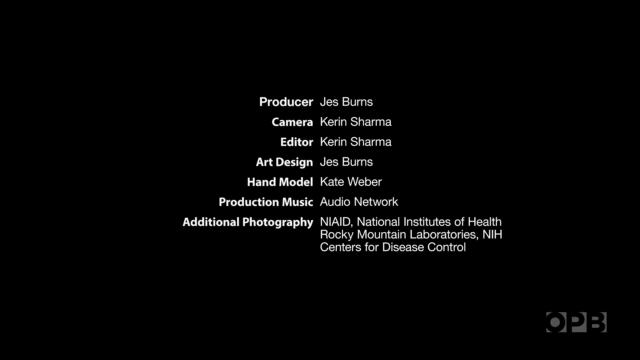 Producer Jes Burns
Camera Kerin Sharma
Editor Kerin Sharma
Art Design Jes Burns
Hand Model Kate Weber
Production Music Audio Network
Additional Photography NIAID, National Institutes of Health
Rocky Mountain Laboratories, NIH
Centers for Disease Control
OPB